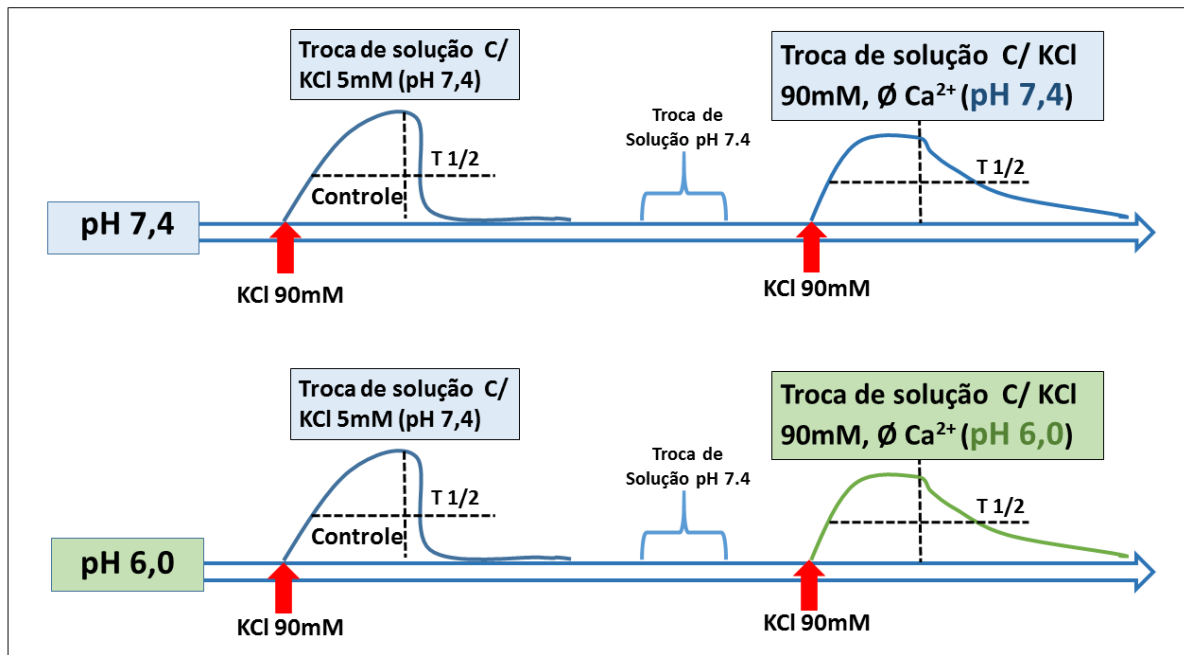 Troca de solução C/
KCl 5mM (pH 7,4)
Troca de solução C/ KCl
90mM, Ø Ca²⁺ (pH 7,4)
Troca de
Solução pH 7.4
T 1/2
T 1/2
Controle
pH 7,4
KCl 90mM
KCl 90mM
Troca de solução C/
KCl 5mM (pH 7,4)
Troca de solução C/ KCl
90mM, Ø Ca²⁺ (pH 6,0)
Troca de
Solução pH 7.4
T 1/2
T 1/2
Controle
pH 6,0
KCl 90mM
KCl 90mM